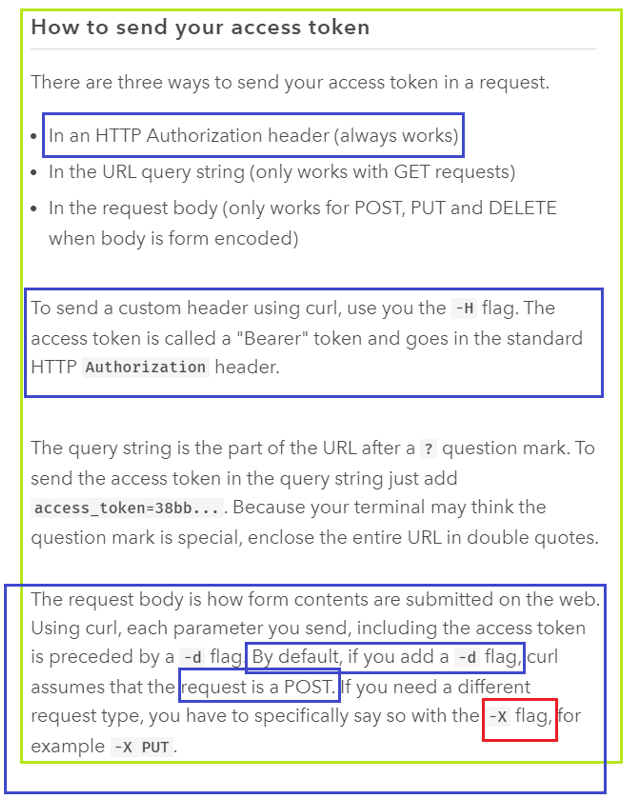 How to send your access token
There are three ways to send your access token in a request.
• In an HTTP Authorization header (always works)
• In the URL query string (only works with GET requests)
• In the request body (only works for POST, PUT and DELETE
when body is form encoded)
To send a custom header using curl, use you the -H flag. The
access token is called a "Bearer" token and goes in the standard
HTTP Authorization header.
The query string is the part of the URL after a ? question mark. To
send the access token in the query string just add
access_token=38bb.... Because your terminal may think the
question mark is special, enclose the entire URL in double quotes.
The request body is how form contents are submitted on the web.
Using curl, each parameter you send, including the access token
is preceded by a -d flag. By default, if you add a -d flag, curl
assumes that the request is a POST. If you need a different
request type, you have to specifically say so with the -X flag, for
example -X PUT.